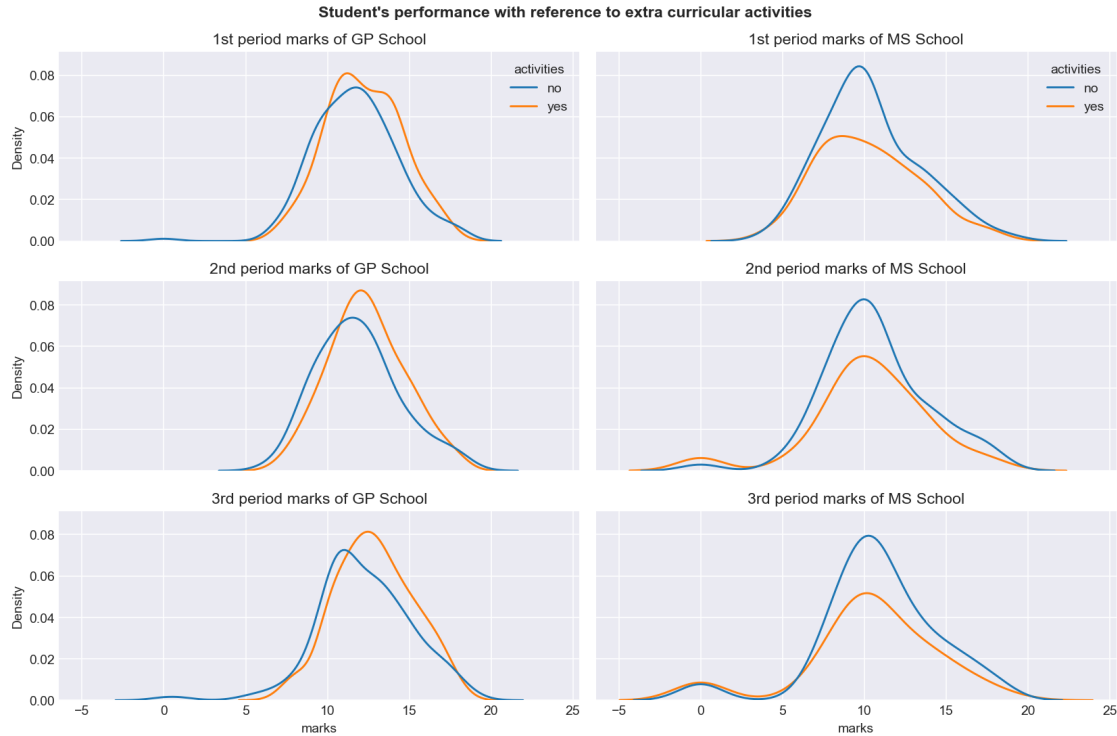 Student's performance with reference to extra curricular activities
1st period marks of GP School
Density
0.08
0.06
0.04
0.02
0.00
activities
no
yes
1st period marks of MS School
activities
no
yes
2nd period marks of GP School
Density
0.08
0.06
0.04
0.02
0.00
2nd period marks of MS School
3rd period marks of GP School
Density
0.08
0.06
0.04
0.02
0.00
−5 0 5 10 15 20 25
marks
3rd period marks of MS School
−5 0 5 10 15 20 25
marks